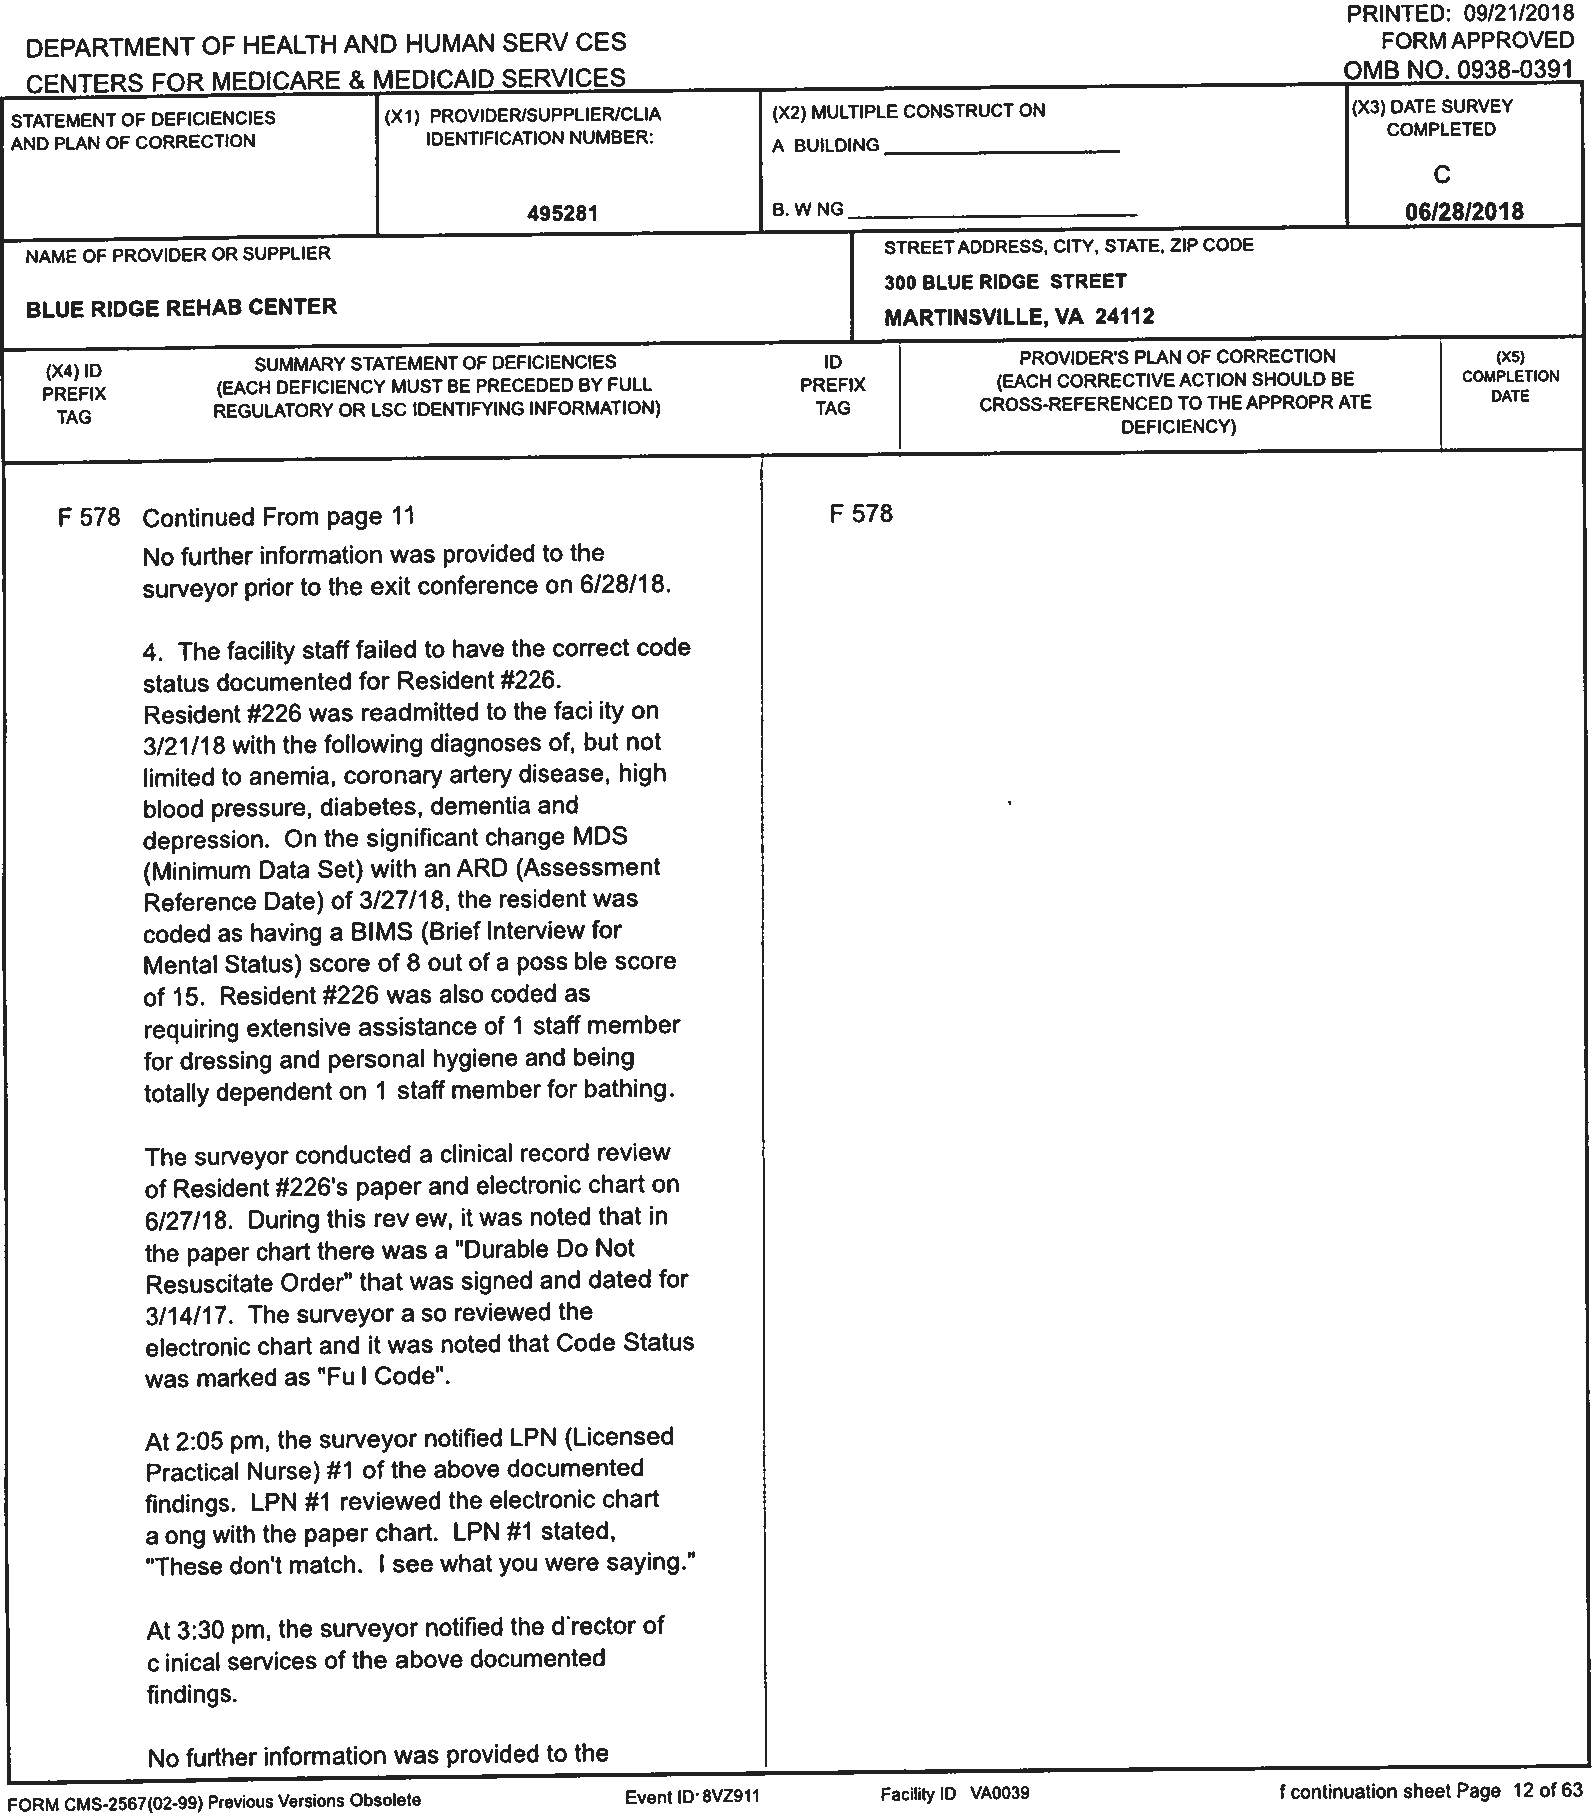 PRINTED: 09/21/2018
DEPARTMENT OF HEALTH AND HUMAN SERV CES
FORM APPROVED
CENTERS FOR MEDICARE & MEDICAID SERVICES
OMB NO. 0938-0391
STATEMENT OF DEFICIENCIES
AND PLAN OF CORRECTION
(X1) PROVIDER/SUPPLIER/CLIA
IDENTIFICATION NUMBER:
495281
(X2) MULTIPLE CONSTRUCT ON
A BUILDING
B. W NG
(X3) DATE SURVEY
COMPLETED
C
06/28/2018
NAME OF PROVIDER OR SUPPLIER
BLUE RIDGE REHAB CENTER
STREET ADDRESS, CITY, STATE, ZIP CODE
300 BLUE RIDGE STREET
MARTINSVILLE, VA 24112
(X4) ID
PREFIX
TAG
SUMMARY STATEMENT OF DEFICIENCIES
(EACH DEFICIENCY MUST BE PRECEDED BY FULL
REGULATORY OR LSC IDENTIFYING INFORMATION)
ID
PREFIX
TAG
PROVIDER'S PLAN OF CORRECTION
(EACH CORRECTIVE ACTION SHOULD BE
CROSS-REFERENCED TO THE APPROPR ATE
DEFICIENCY)
(X5)
COMPLETION
DATE
F 578 Continued From page 11
F 578
No further information was provided to the
surveyor prior to the exit conference on 6/28/18.
4. The facility staff failed to have the correct code
status documented for Resident #226.
Resident #226 was readmitted to the faci ity on
3/21/18 with the following diagnoses of, but not
limited to anemia, coronary artery disease, high
blood pressure, diabetes, dementia and
depression. On the significant change MDS
(Minimum Data Set) with an ARD (Assessment
Reference Date) of 3/27/18, the resident was
coded as having a BIMS (Brief Interview for
Mental Status) score of 8 out of a poss ble score
of 15. Resident #226 was also coded as
requiring extensive assistance of 1 staff member
for dressing and personal hygiene and being
totally dependent on 1 staff member for bathing.
The surveyor conducted a clinical record review
of Resident #226's paper and electronic chart on
6/27/18. During this rev ew, it was noted that in
the paper chart there was a "Durable Do Not
Resuscitate Order" that was signed and dated for
3/14/17. The surveyor a so reviewed the
electronic chart and it was noted that Code Status
was marked as "Fu l Code".
At 2:05 pm, the surveyor notified LPN (Licensed
Practical Nurse) #1 of the above documented
findings. LPN #1 reviewed the electronic chart
a ong with the paper chart. LPN #1 stated,
"These don't match. I see what you were saying."
At 3:30 pm, the surveyor notified the d rector of
c inical services of the above documented
findings.
No further information was provided to the
FORM CMS-2567(02-99) Previous Versions Obsolete
Event ID: 8VZ911
Facility ID VA0039
f continuation sheet Page 12 of 63